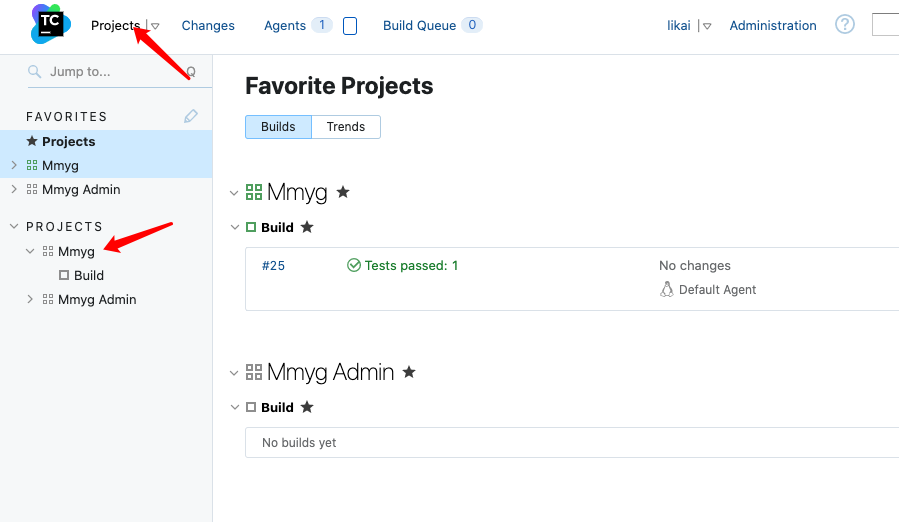 TC
Projects
Changes
Agents 1
Build Queue 0
likai
Administration
?
Jump to... Q
FAVORITES
Projects
Mmyg
Mmyg Admin
PROJECTS
Mmyg
Build
Mmyg Admin
Favorite Projects
Builds
Trends
Mmyg
Build
#25 Tests passed: 1 No changes
Default Agent
Mmyg Admin
Build
No builds yet